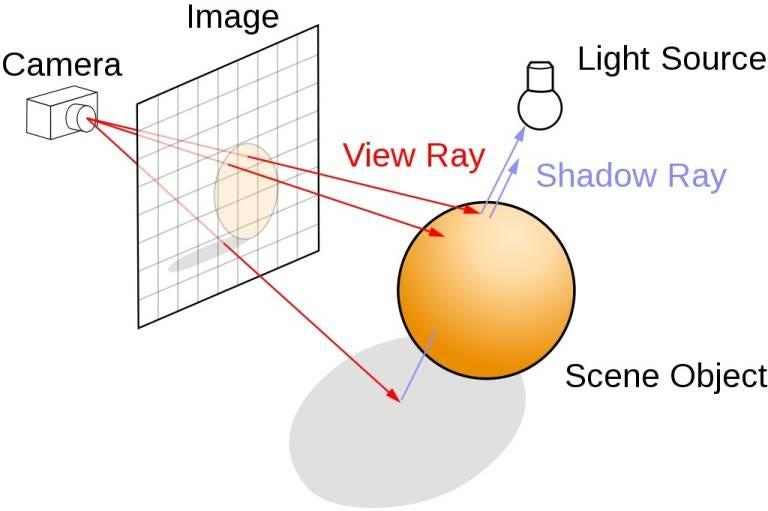 Image
Camera
Light Source
View Ray
Shadow Ray
Scene Object